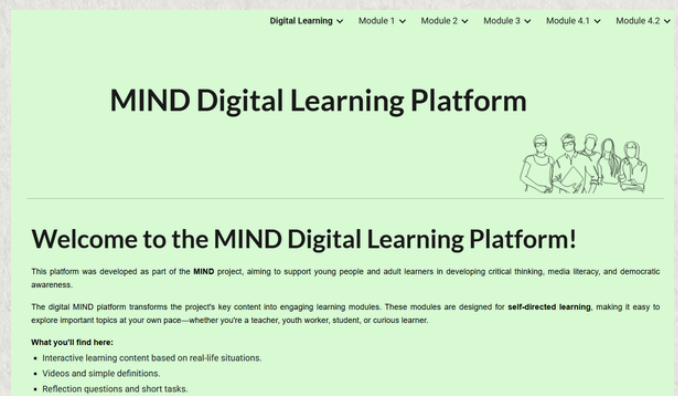 Digital Learning Module 1 Module 2 Module 3 Module 4.1 Module 4.2
MIND Digital Learning Platform
Welcome to the MIND Digital Learning Platform!
This platform was developed as part of the MIND project, aiming to support young people and adult learners in developing critical thinking, media literacy, and democratic
awareness.
The digital MIND platform transforms the project's key content into engaging learning modules. These modules are designed for self-directed learning, making it easy to
explore important topics at your own pace—whether you're a teacher, youth worker, student, or curious learner.
What you'll find here:
• Interactive learning content based on real-life situations.
• Videos and simple definitions.
• Reflection questions and short tasks.